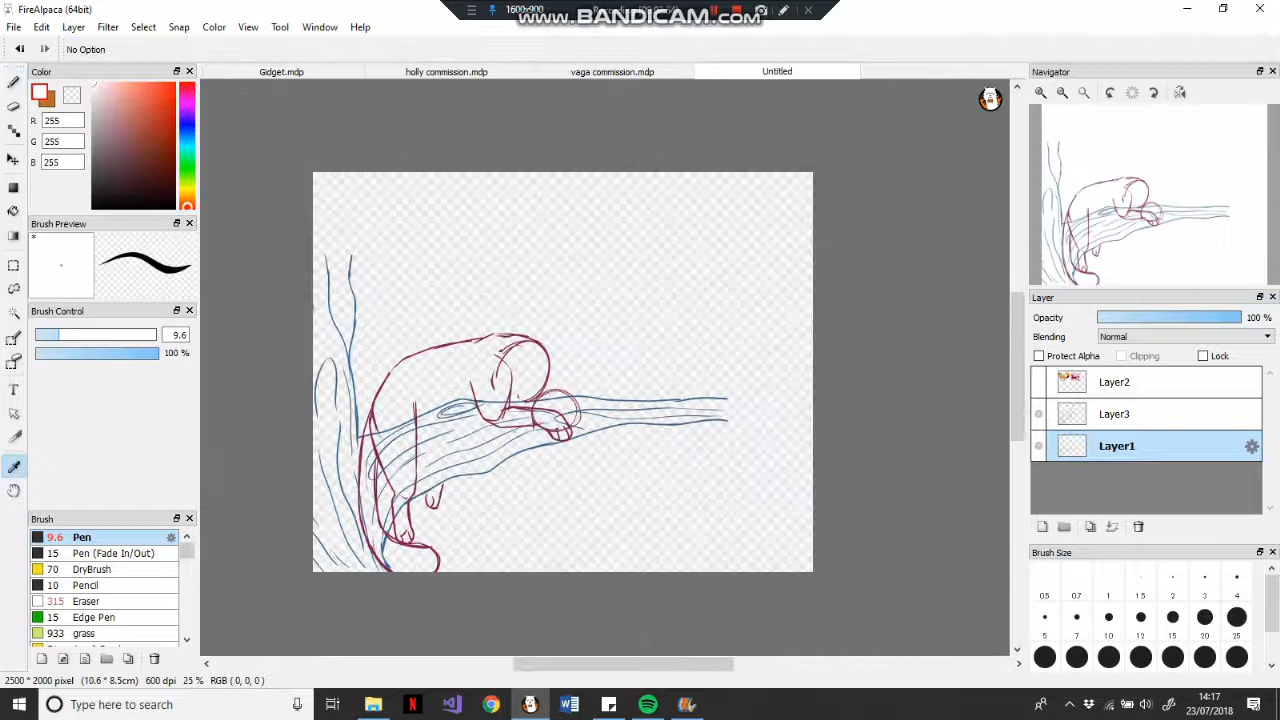 FireAlpaca (64bit)
1600x900
www.BANDICAM.com
File Edit Layer Filter Select Snap Color View Tool Window Help
No Option
Color
Gidget.mdp
holly commission.mdp
vaga commission.mdp
Untitled
Navigator
R 255
G 255
B 255
Brush Preview
Brush Control
9.6
100 %
Layer
Opacity 100 %
Blending Normal
Protect Alpha Clipping Lock
Layer2
Layer3
Layer1
Brush
9.6 Pen
15 Pen (Fade In/Out)
70 DryBrush
10 Pencil
315 Eraser
15 Edge Pen
933 grass
Brush Size
0.5 0.7 1 1.5 2 3 4
5 7 10 12 15 20 25
2500 * 2000 pixel (10.6 * 8.5cm) 600 dpi 25 % RGB ( 0, 0, 0 )
Type here to search
14:17
23/07/2018